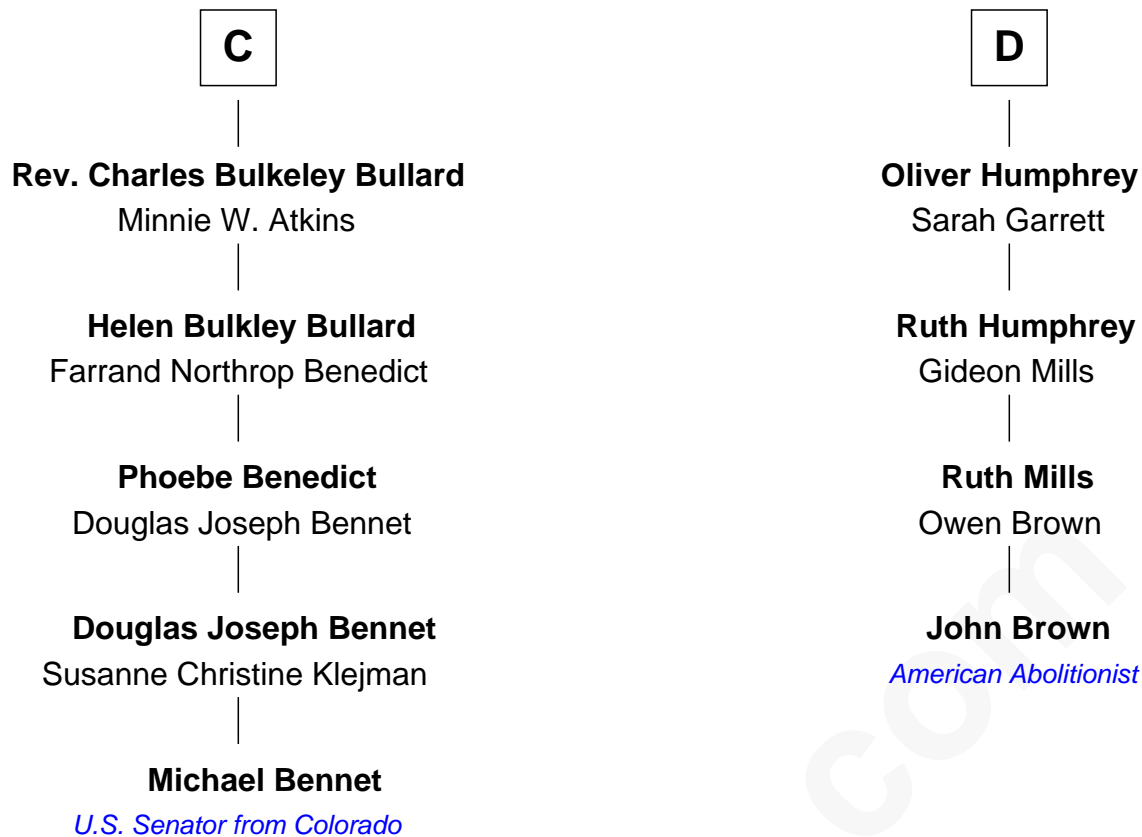 C
Rev. Charles Bulkeley Bullard
Minnie W. Atkins
Helen Bulkley Bullard
Farrand Northrop Benedict
Phoebe Benedict
Douglas Joseph Bennet
Douglas Joseph Bennet
Susanne Christine Klejman
Michael Bennet
U.S. Senator from Colorado
D
Oliver Humphrey
Sarah Garrett
Ruth Humphrey
Gideon Mills
Ruth Mills
Owen Brown
John Brown
American Abolitionist
com